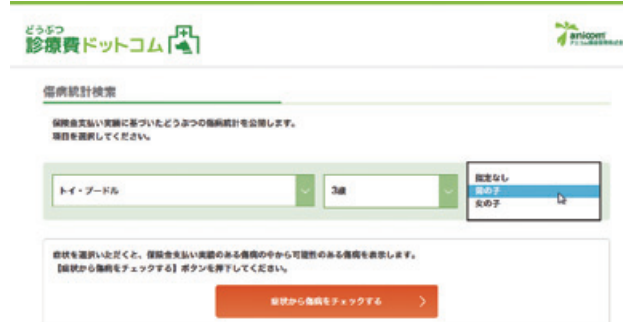 どうぶつ
診療費ドットコム
anicom
傷病統計検索
保険金支払い実績に基づいたどうぶつの傷病統計を公開します。
項目を選択してください。
トイ・プードル
3歳
指定なし
男の子
女の子
症状を選択いただくと、保険金支払い実績のある傷病の中から可能性のある傷病を表示します。
【症状から傷病をチェックする】ボタンを押下してください。
症状から傷病をチェックする